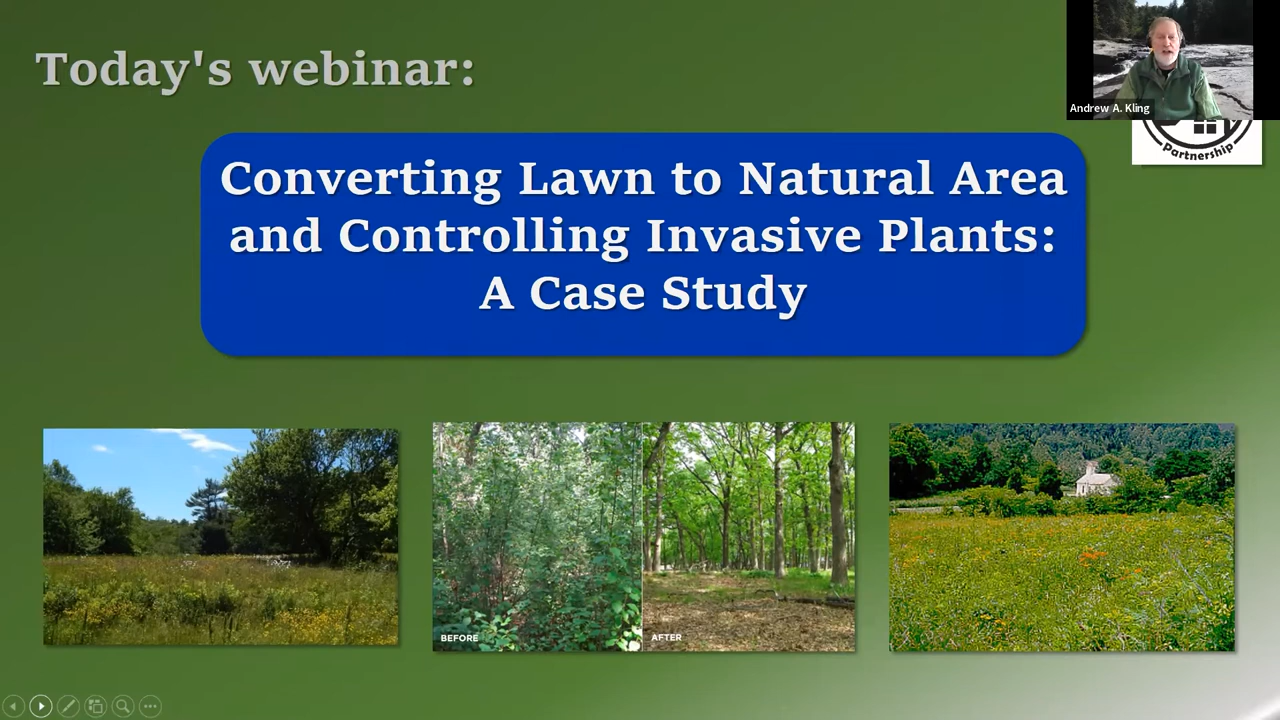 Today's webinar:
Andrew A. Kling
Partnership
Converting Lawn to Natural Area
and Controlling Invasive Plants:
A Case Study
BEFORE
AFTER